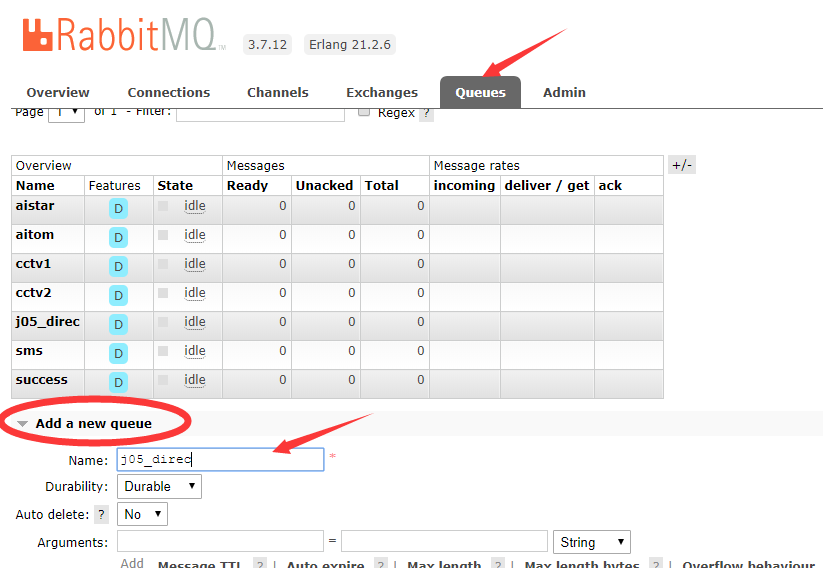 RabbitMQ TM 3.7.12 Erlang 21.2.6
Overview Connections Channels Exchanges Queues Admin
Page 1 of 1 - Filter: Regex ?
Overview Messages Message rates +/-
Name Features State Ready Unacked Total incoming deliver / get ack
aistar D idle 0 0 0
aitom D idle 0 0 0
cctv1 D idle 0 0 0
cctv2 D idle 0 0 0
j05_direc D idle 0 0 0
sms D idle 0 0 0
success D idle 0 0 0
Add a new queue
Name: j05_direc *
Durability: Durable
Auto delete: ? No
Arguments: = String
Add Message TTL ? | Auto expire ? | Max length ? | Max length bytes ? | Overflow behaviour